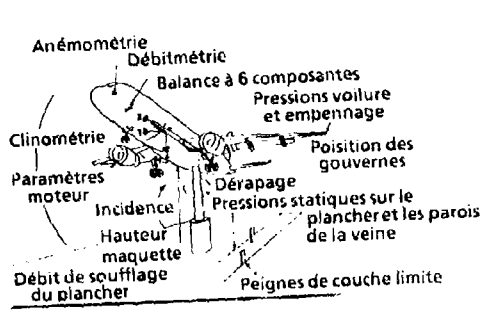 Anémométrie
Débitmétrie
Balance à 6 composantes
Pressions voilure
et empennage
Clinométrie
Poisition des
gouvernes
Paramètres
moteur
Dérapage
Incidence
Pressions statiques sur le
plancher et les parois
de la veine
Hauteur
maquette
Débit de soufflage
du plancher
Peignes de couche limite